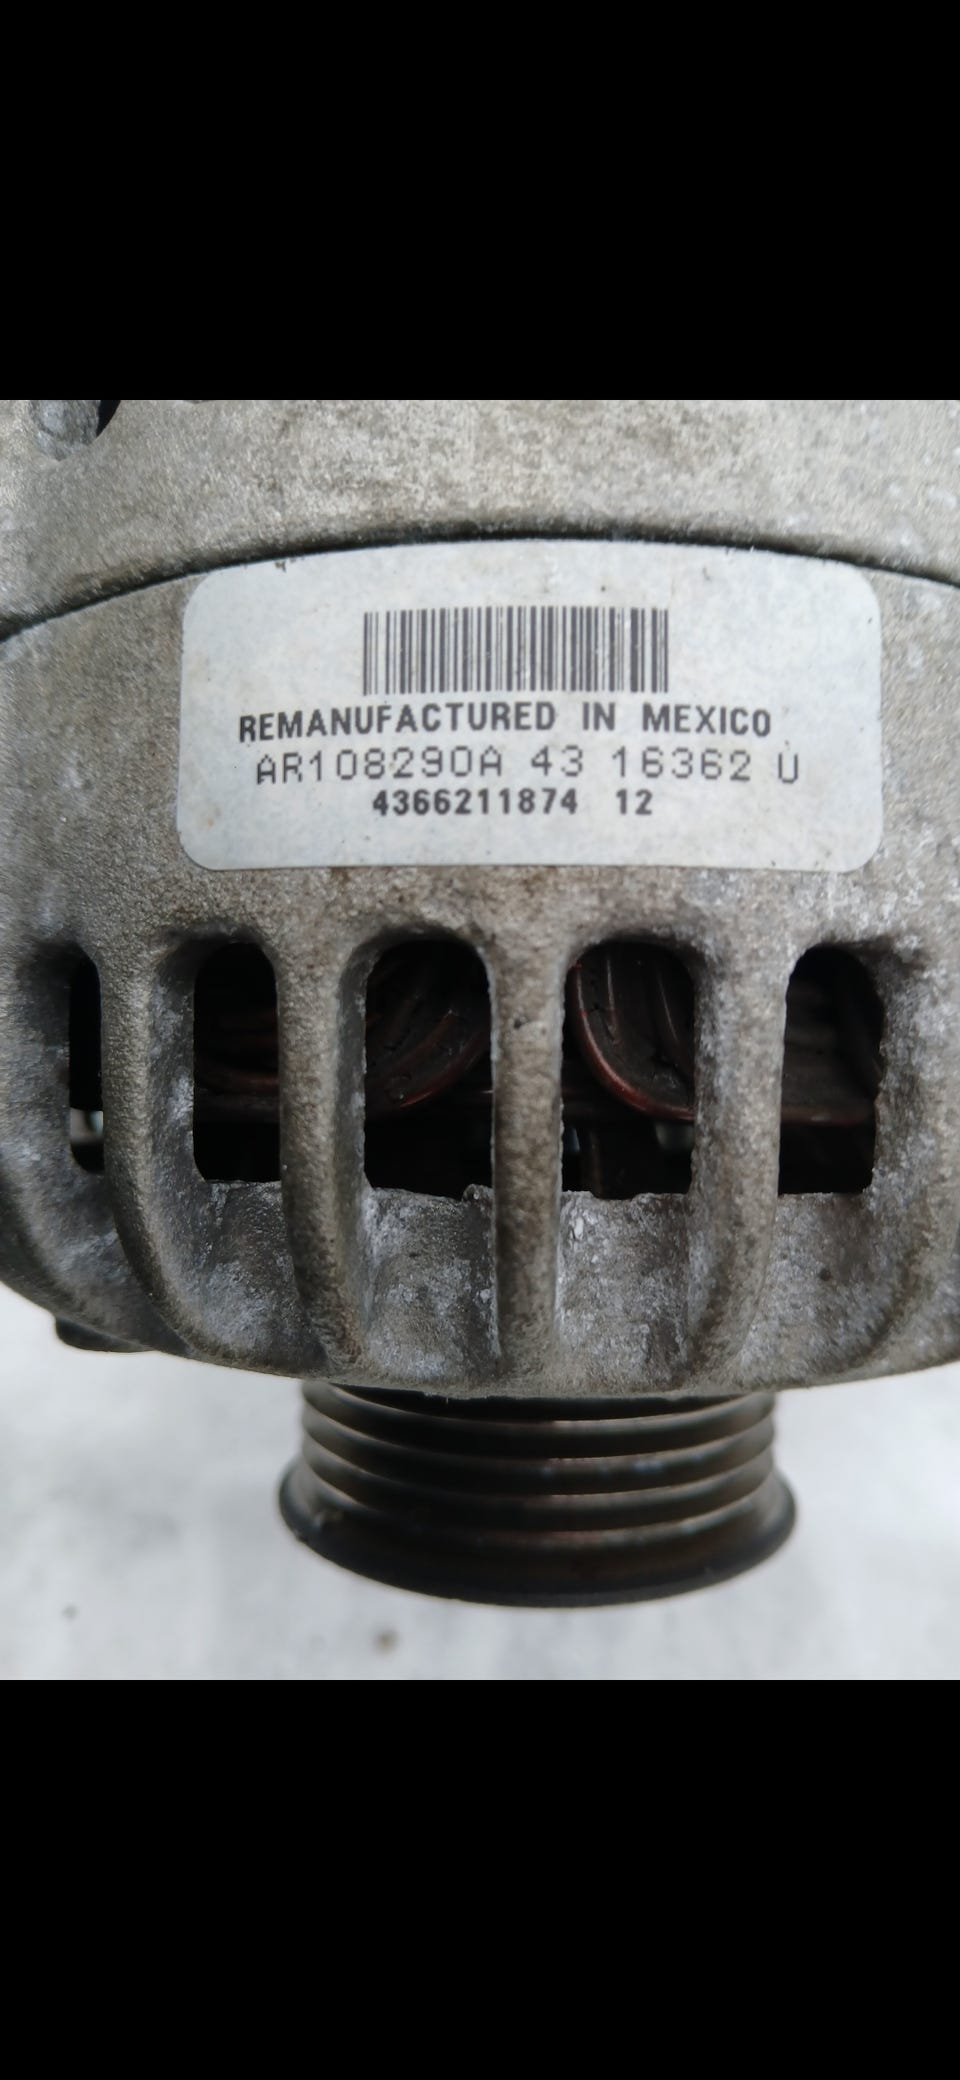 REMANUFACTURED IN MEXICO
AR108290A 43 16362 U
4366211874 12